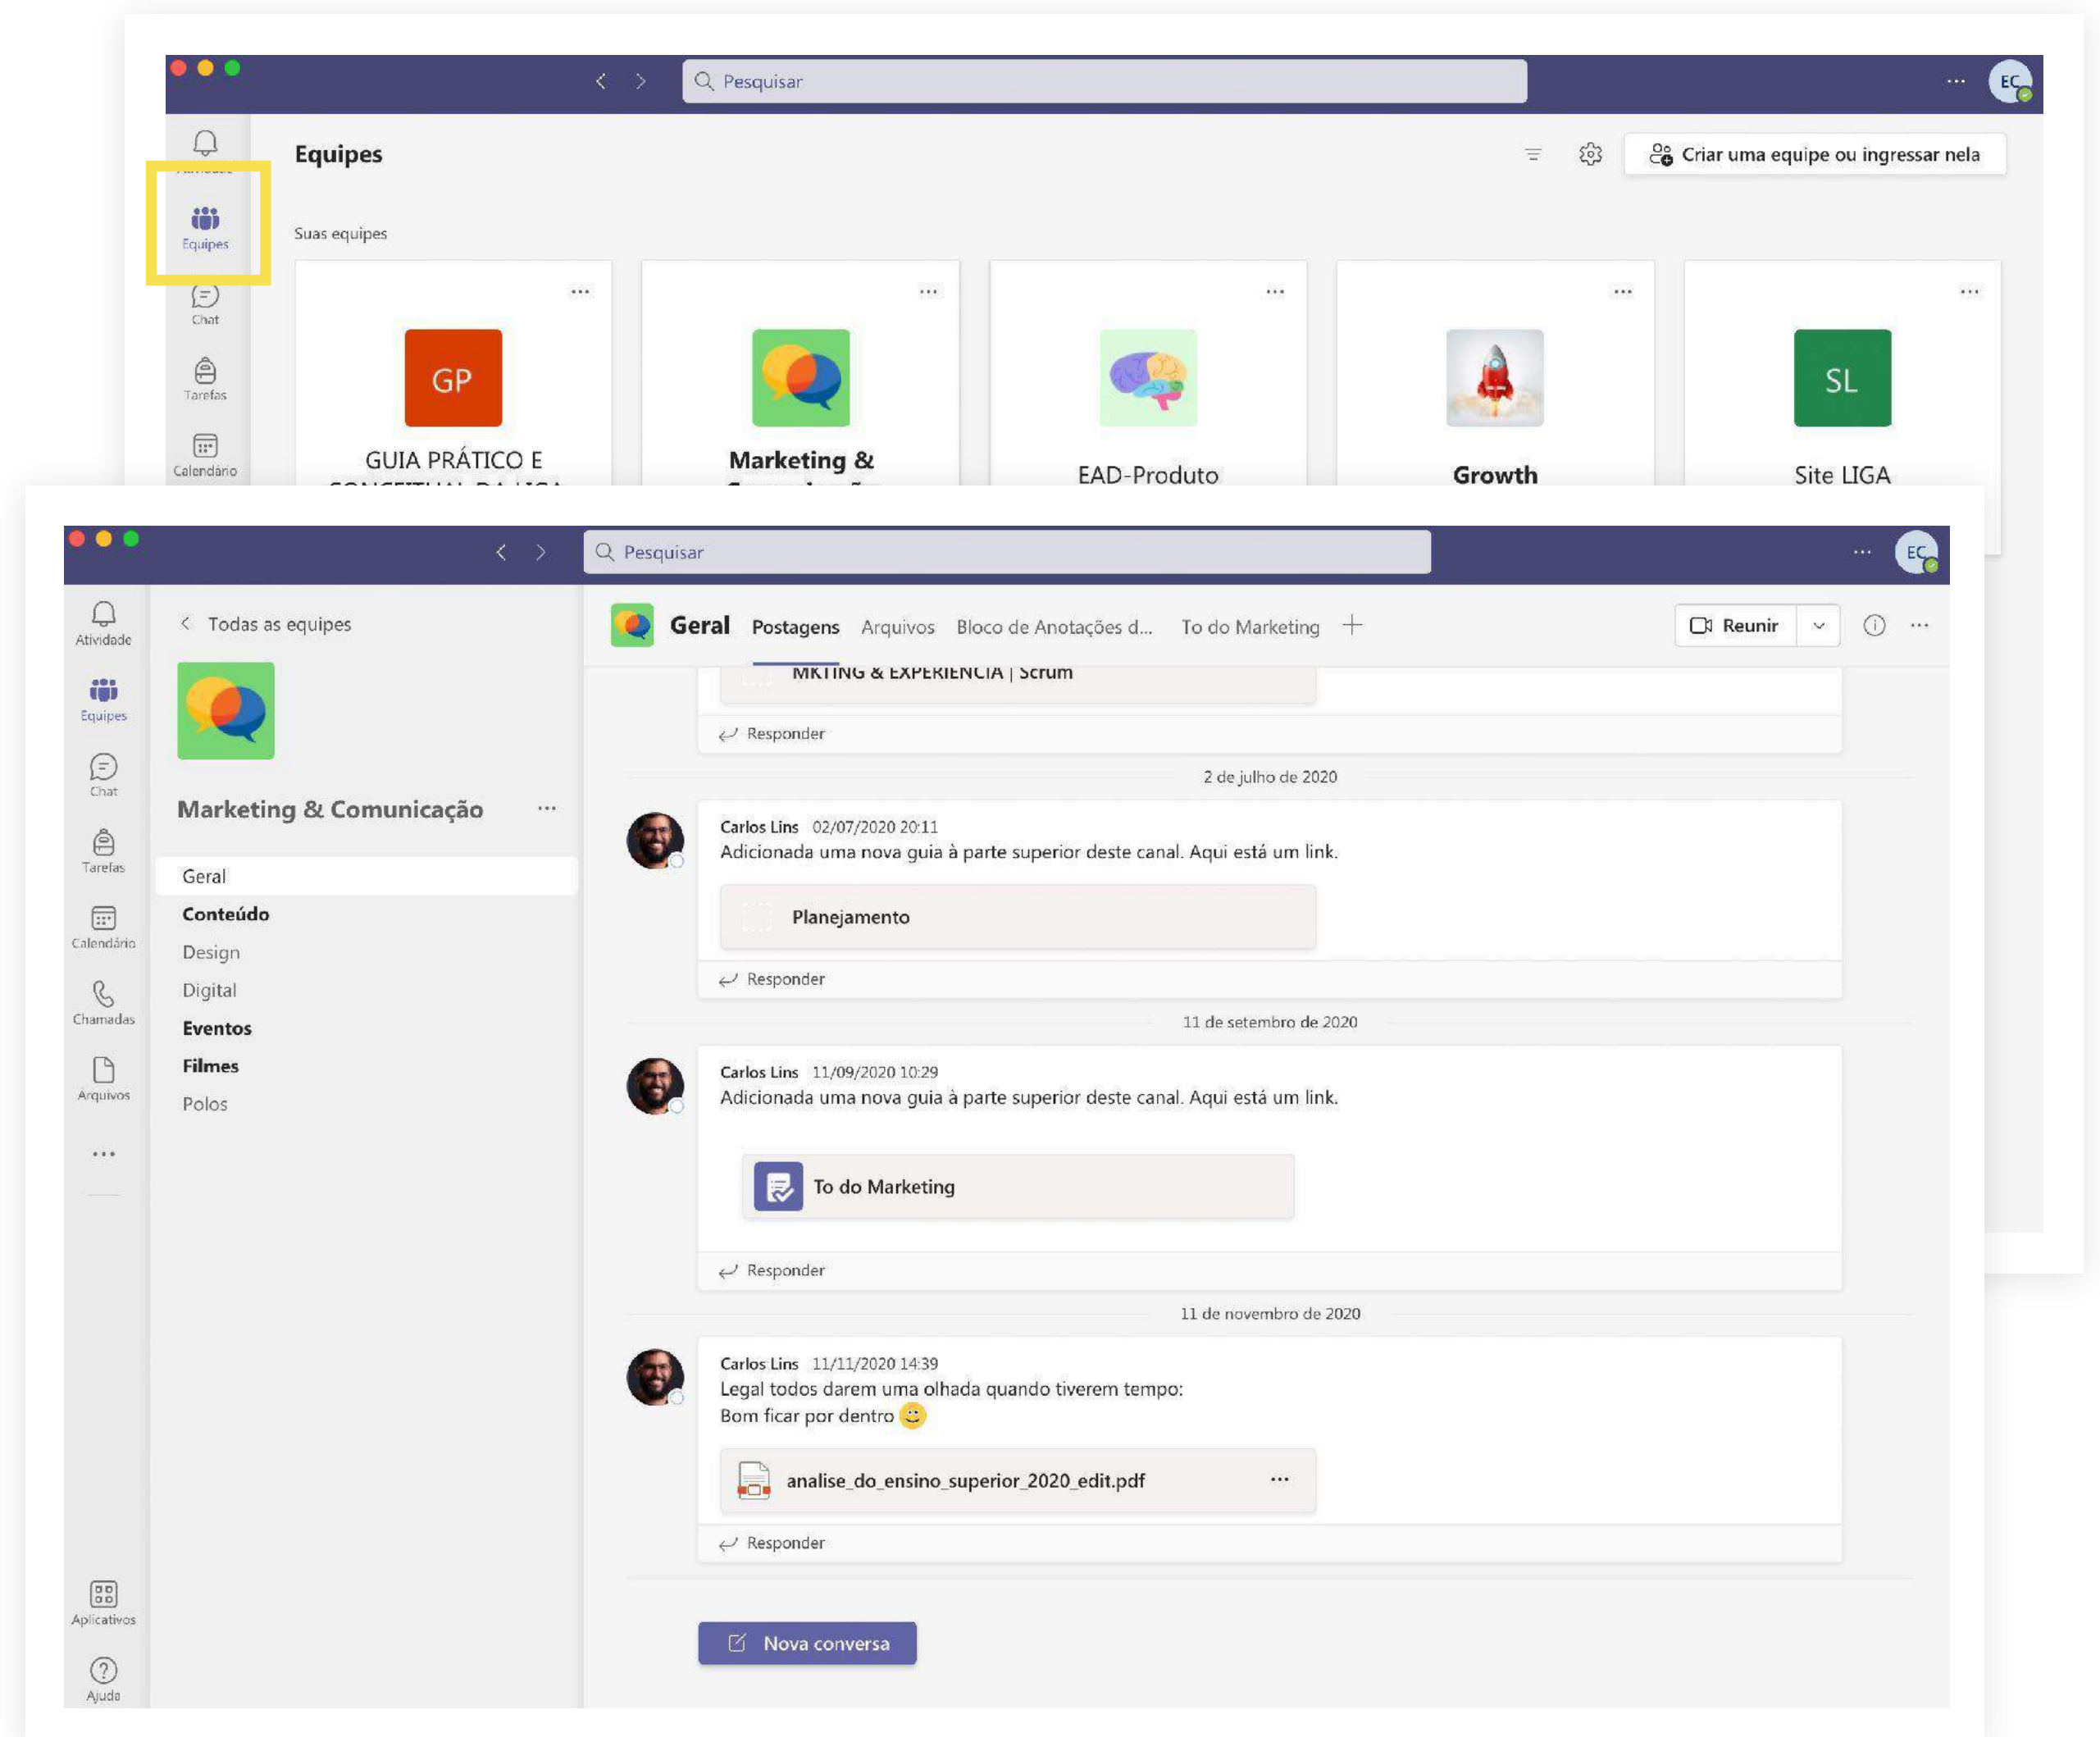 Pesquisar
EC
Equipes
Criar uma equipe ou ingressar nela
Equipes
Suas equipes
Chat
Tarefas
Calendário
GP
GUIA PRÁTICO E
Marketing &
EAD-Produto
Growth
SL
Site LIGA
Pesquisar
EC
Atividade
Equipes
Chat
Tarefas
Calendário
Chamadas
Arquivos
Aplicativos
Ajuda
Todas as equipes
Marketing & Comunicação
Geral
Conteúdo
Design
Digital
Eventos
Filmes
Polos
Geral Postagens Arquivos Bloco de Anotações d... To do Marketing
Reunir
MKTING & EXPERIENCIA | Scrum
Responder
2 de julho de 2020
Carlos Lins 02/07/2020 20:11
Adicionada uma nova guia à parte superior deste canal. Aqui está um link.
Planejamento
Responder
11 de setembro de 2020
Carlos Lins 11/09/2020 10:29
Adicionada uma nova guia à parte superior deste canal. Aqui está um link.
To do Marketing
Responder
11 de novembro de 2020
Carlos Lins 11/11/2020 14:39
Legal todos darem uma olhada quando tiverem tempo:
Bom ficar por dentro
analise_do_ensino_superior_2020_edit.pdf
Responder
Nova conversa